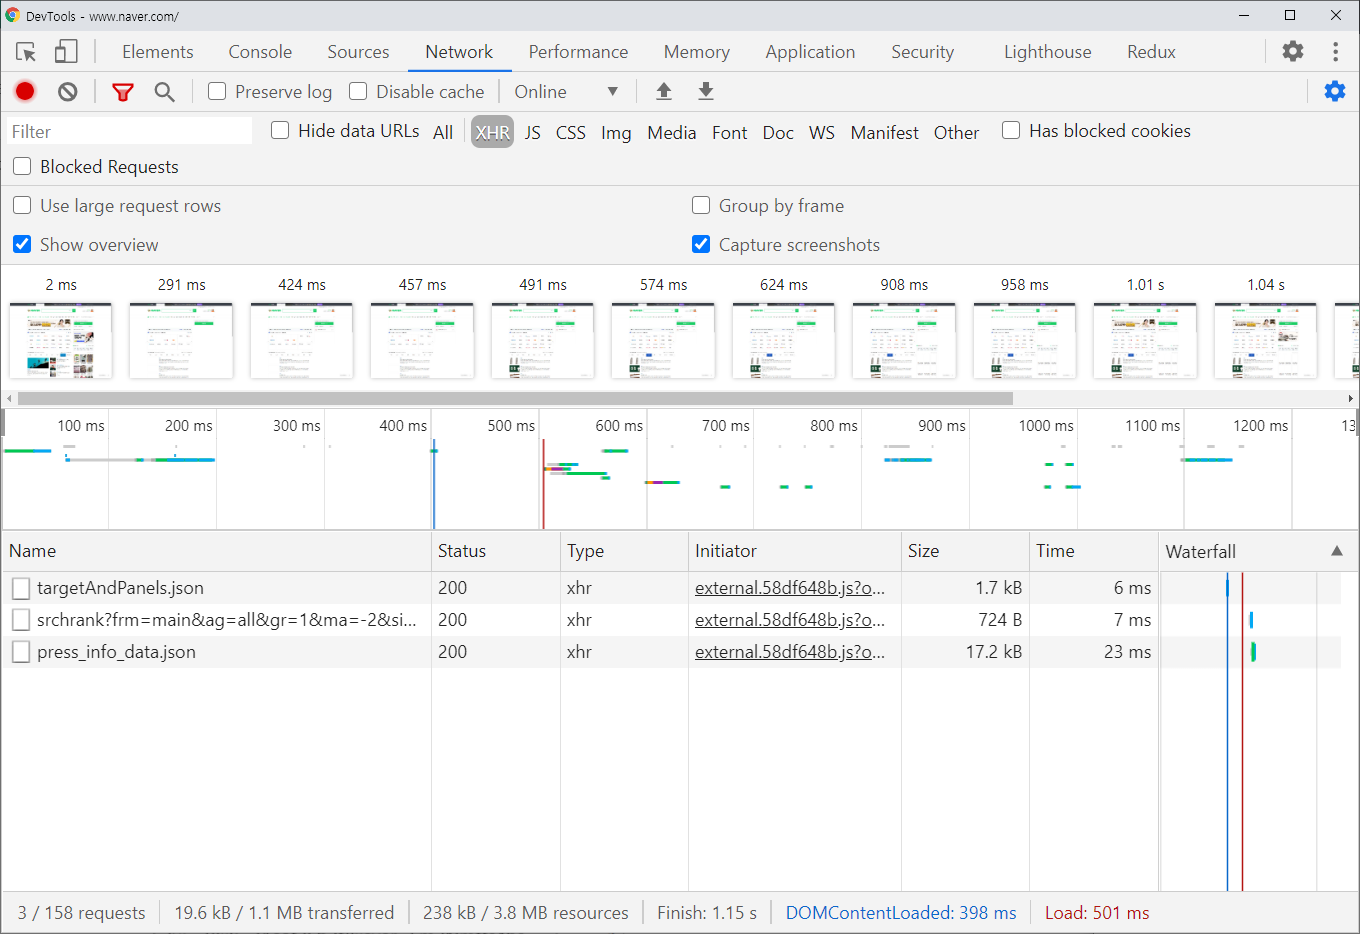 DevTools - www.naver.com/
Elements Console Sources Network Performance Memory Application Security Lighthouse Redux
Preserve log Disable cache Online
Filter Hide data URLs All XHR JS CSS Img Media Font Doc WS Manifest Other Has blocked cookies
Blocked Requests
Use large request rows Group by frame
Show overview Capture screenshots
2 ms 291 ms 424 ms 457 ms 491 ms 574 ms 624 ms 908 ms 958 ms 1.01 s 1.04 s
100 ms 200 ms 300 ms 400 ms 500 ms 600 ms 700 ms 800 ms 900 ms 1000 ms 1100 ms 1200 ms
Name Status Type Initiator Size Time Waterfall
targetAndPanels.json 200 xhr external.58df648b.js?o... 1.7 kB 6 ms
srchrank?frm=main&ag=all&gr=1&ma=-2&si... 200 xhr external.58df648b.js?o... 724 B 7 ms
press_info_data.json 200 xhr external.58df648b.js?o... 17.2 kB 23 ms
3 / 158 requests 19.6 kB / 1.1 MB transferred 238 kB / 3.8 MB resources Finish: 1.15 s DOMContentLoaded: 398 ms Load: 501 ms